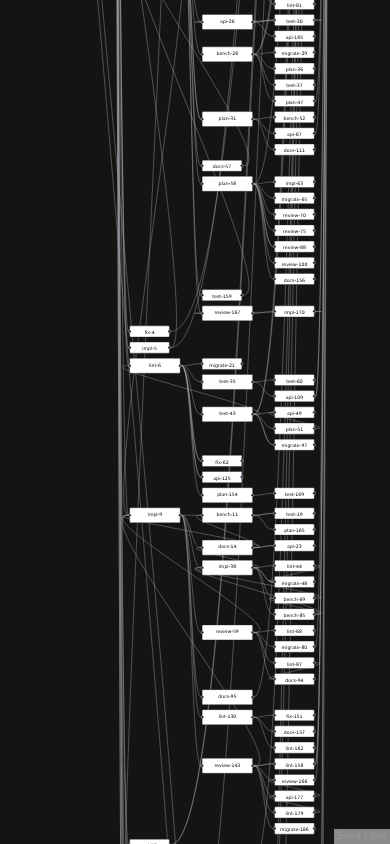 lint-81
api-26
test-30
api-185
bench-28
migrate-29
plan-36
test-37
plan-47
plan-31
bench-52
api-67
docs-111
docs-57
plan-58
impl-63
migrate-65
review-70
review-75
review-88
review-100
docs-156
test-159
review-167
impl-170
fix-4
impl-5
lint-6
migrate-21
test-35
test-60
api-109
test-43
api-49
plan-51
migrate-97
fix-62
api-125
plan-154
test-169
impl-9
bench-11
test-19
plan-165
docs-14
api-23
impl-38
lint-44
migrate-48
bench-69
bench-85
review-59
lint-68
migrate-80
lint-87
docs-94
docs-95
lint-130
fix-151
docs-157
lint-162
review-143
lint-158
review-166
api-177
lint-179
migrate-186
Solid Flow